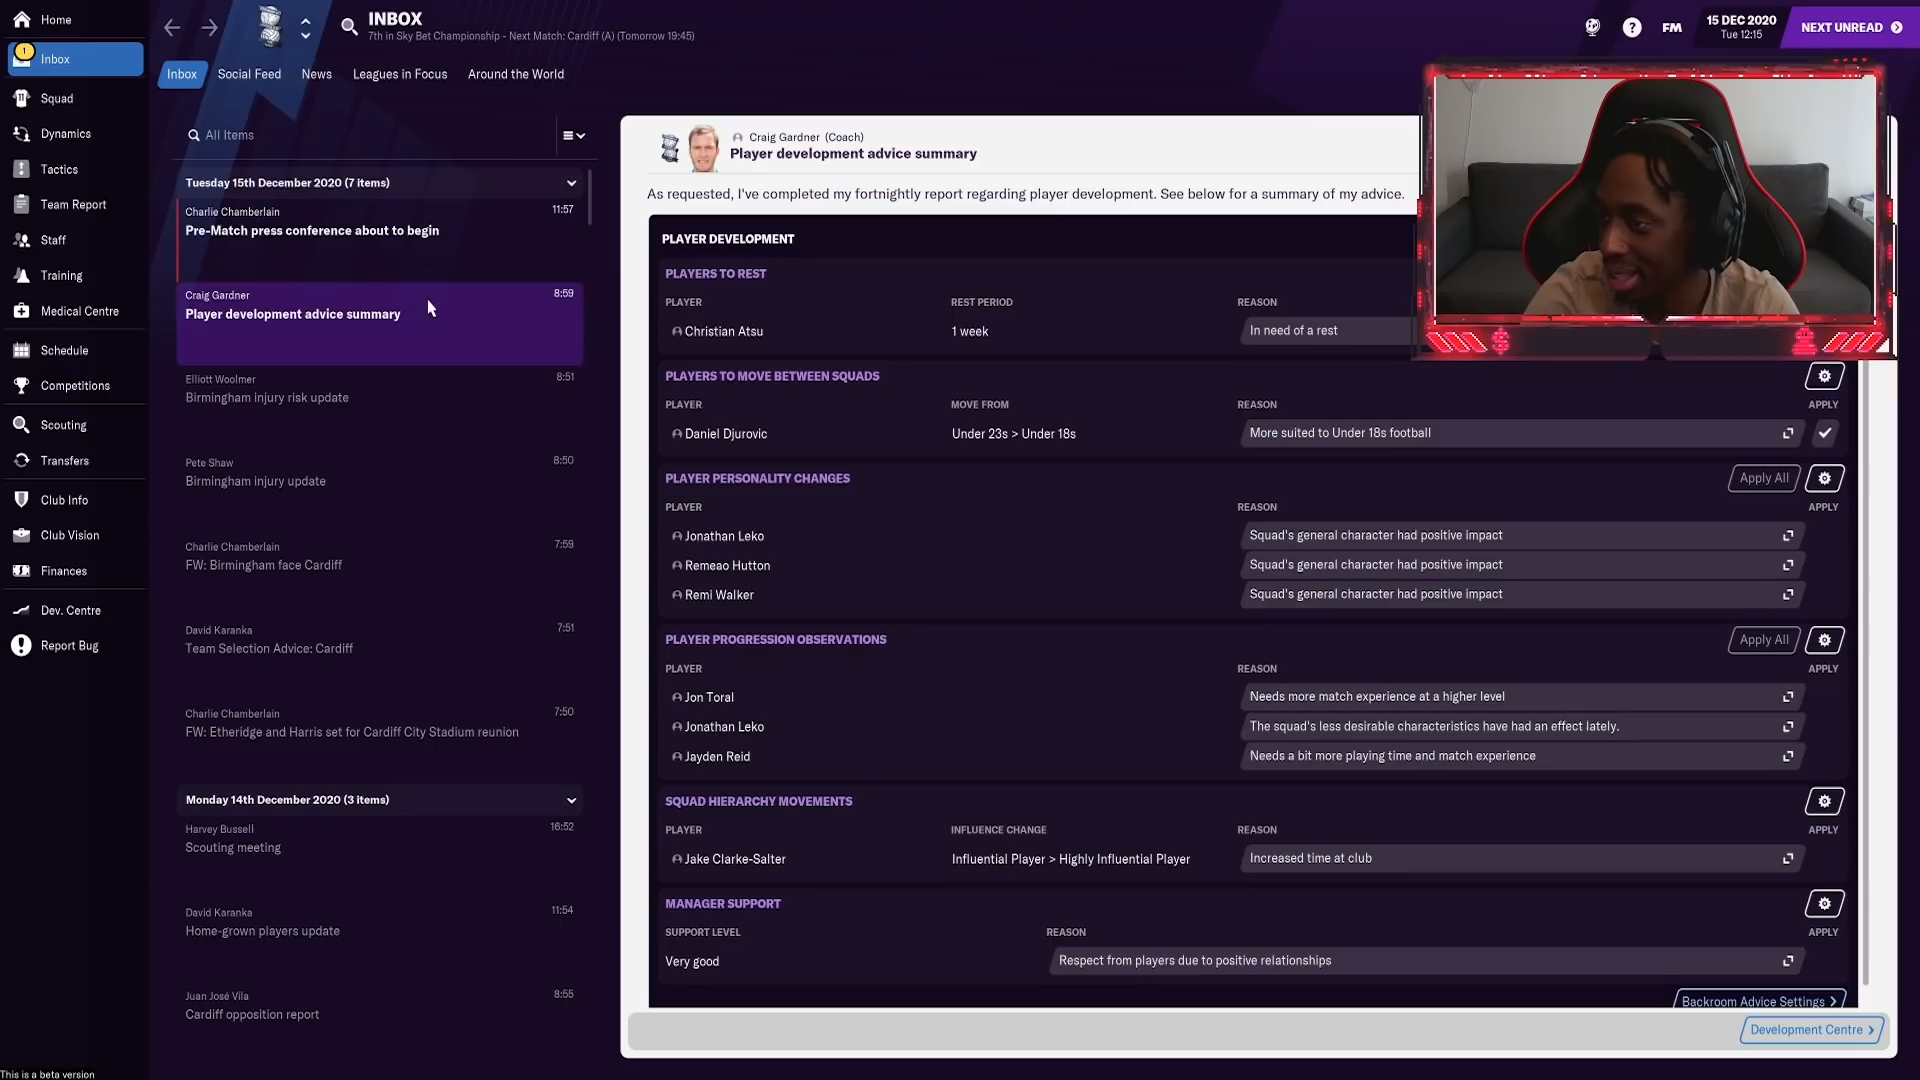 Home
Inbox
1
Squad
Dynamics
Tactics
Team Report
Staff
Training
Medical Centre
Schedule
Competitions
Scouting
Transfers
Club Info
Club Vision
Finances
Dev. Centre
Report Bug
This is a beta version
INBOX
7th in Sky Bet Championship - Next Match: Cardiff (A) (Tomorrow 19:45)
FM
15 DEC 2020
Tue 12:15
NEXT UNREAD
Inbox Social Feed News Leagues in Focus Around the World
All Items
Tuesday 15th December 2020 (7 items)
Charlie Chamberlain 11:57
Pre-Match press conference about to begin
Craig Gardner 8:59
Player development advice summary
Elliott Woolmer 8:51
Birmingham injury risk update
Pete Shaw 8:50
Birmingham injury update
Charlie Chamberlain 7:59
FW: Birmingham face Cardiff
David Karanka 7:51
Team Selection Advice: Cardiff
Charlie Chamberlain 7:50
FW: Etheridge and Harris set for Cardiff City Stadium reunion
Monday 14th December 2020 (3 items)
Harvey Bussell 16:52
Scouting meeting
David Karanka 11:54
Home-grown players update
Juan José Vila 8:55
Cardiff opposition report
Craig Gardner (Coach)
Player development advice summary
As requested, I've completed my fortnightly report regarding player development. See below for a summary of my advice.
PLAYER DEVELOPMENT
PLAYERS TO REST
PLAYER REST PERIOD REASON
Christian Atsu 1 week In need of a rest
PLAYERS TO MOVE BETWEEN SQUADS
PLAYER MOVE FROM REASON APPLY
Daniel Djurovic Under 23s > Under 18s More suited to Under 18s football
PLAYER PERSONALITY CHANGES Apply All
PLAYER REASON APPLY
Jonathan Leko Squad's general character had positive impact
Remeao Hutton Squad's general character had positive impact
Remi Walker Squad's general character had positive impact
PLAYER PROGRESSION OBSERVATIONS Apply All
PLAYER REASON APPLY
Jon Toral Needs more match experience at a higher level
Jonathan Leko The squad's less desirable characteristics have had an effect lately.
Jayden Reid Needs a bit more playing time and match experience
SQUAD HIERARCHY MOVEMENTS
PLAYER INFLUENCE CHANGE REASON APPLY
Jake Clarke-Salter Influential Player > Highly Influential Player Increased time at club
MANAGER SUPPORT
SUPPORT LEVEL REASON APPLY
Very good Respect from players due to positive relationships
Backroom Advice Settings >
Development Centre >